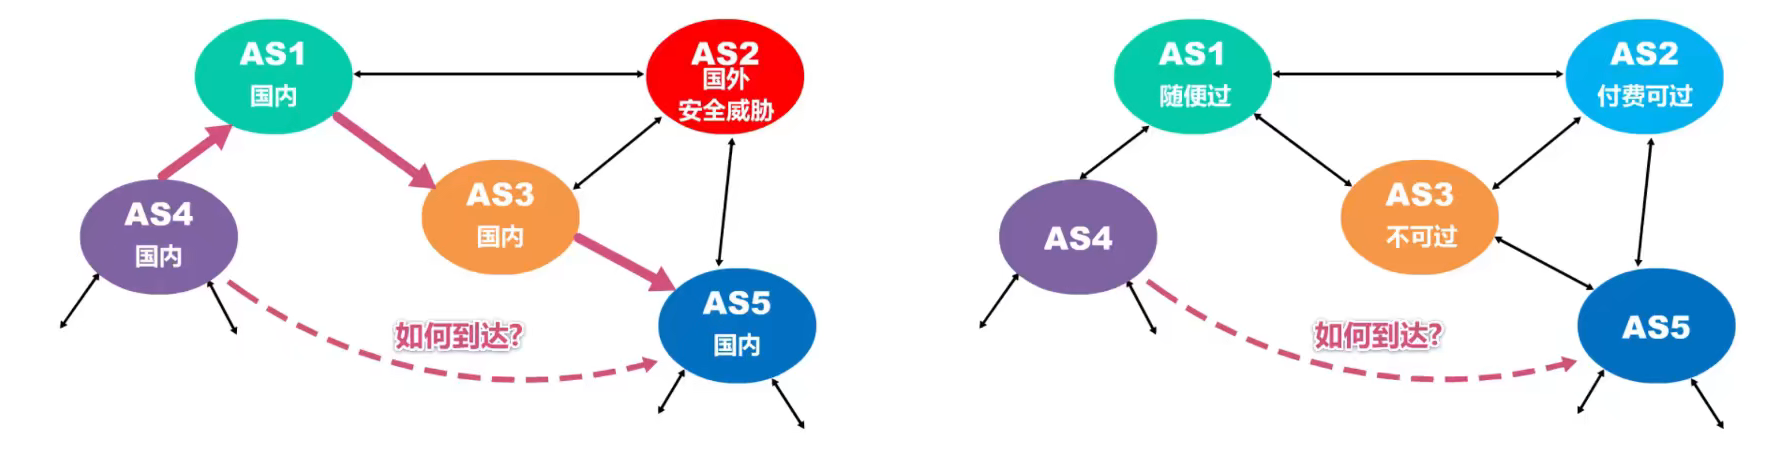 AS1
国内
AS2
国外
安全威胁
AS3
国内
AS4
国内
如何到达?
AS5
国内
AS1
随便过
AS2
付费可过
AS3
不可过
AS4
如何到达?
AS5